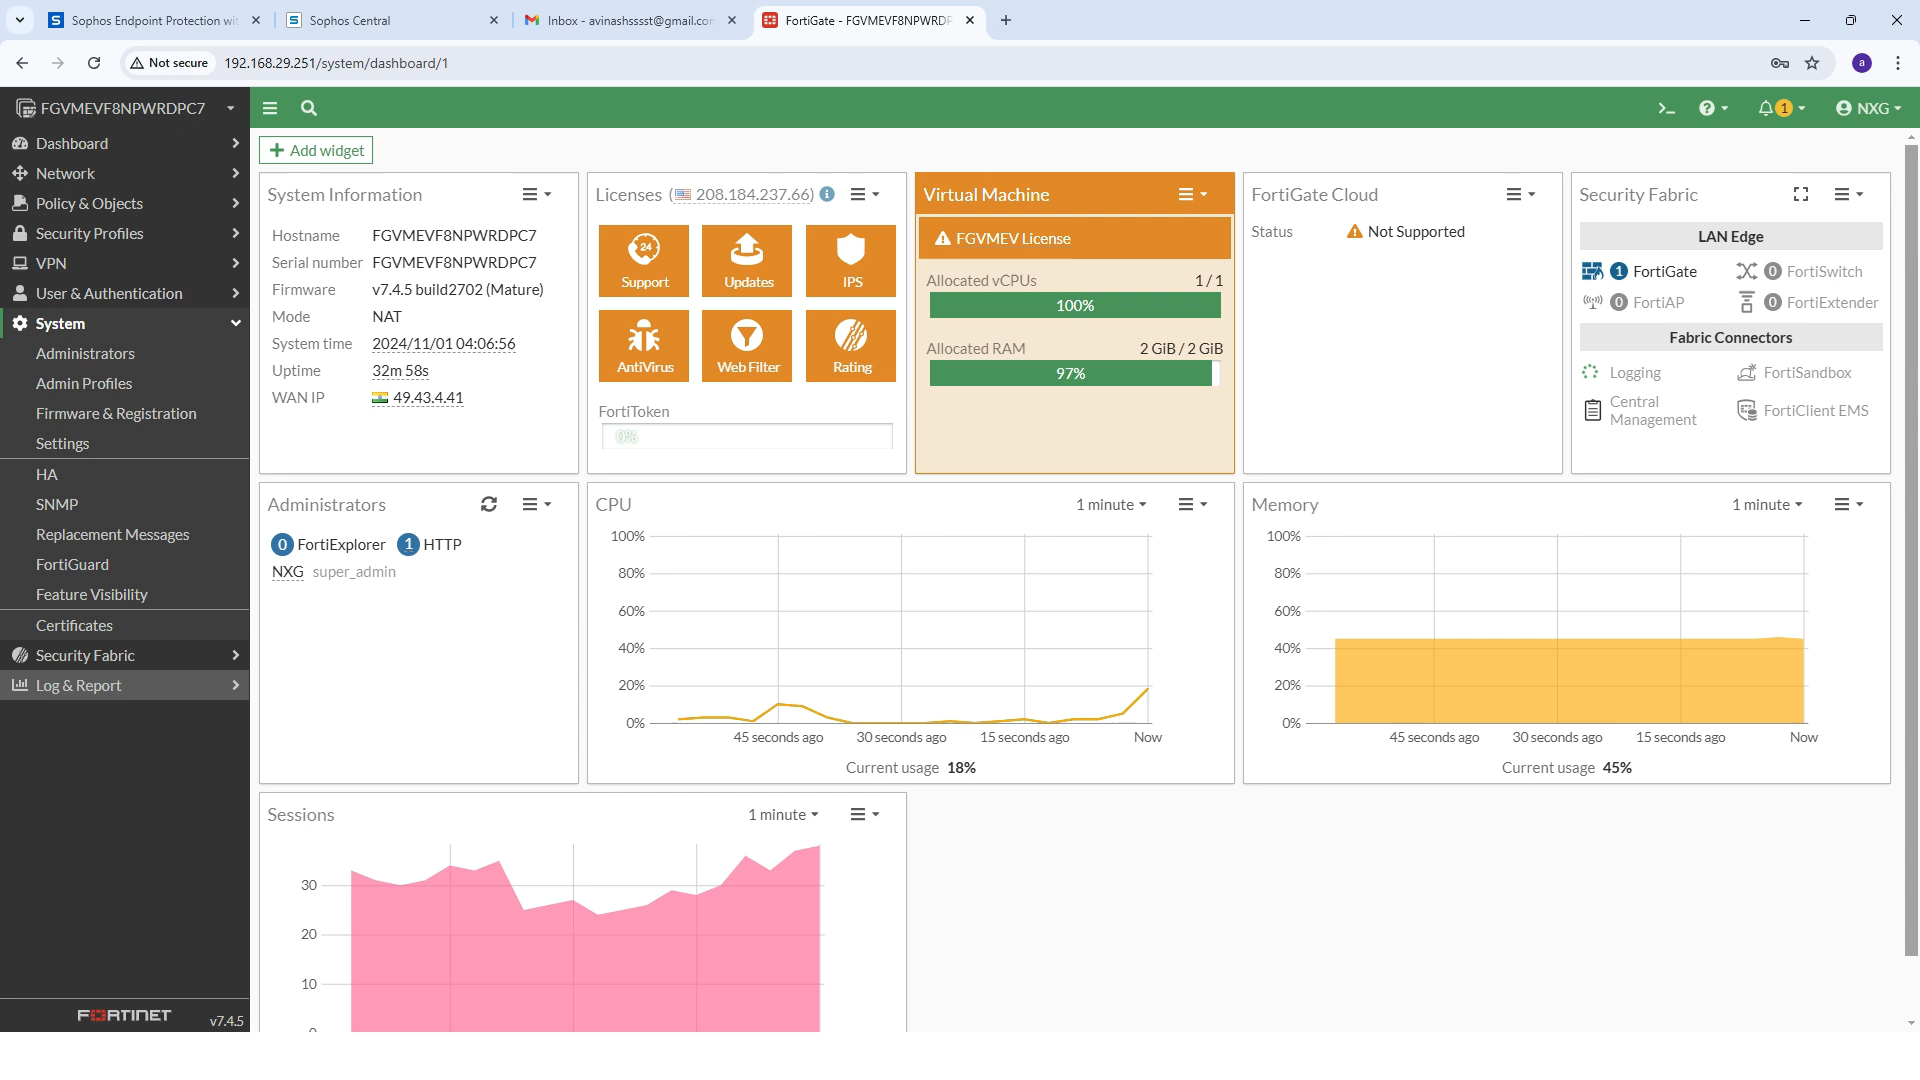 Sophos Endpoint Protection wit
Sophos Central
Inbox - avinashsssst@gmail.com
FortiGate - FGVMEVF8NPWRDP
Not secure
192.168.29.251/system/dashboard/1
a
FGVMEVF8NPWRDPC7
1
NXG
Dashboard
Network
Policy & Objects
Security Profiles
VPN
User & Authentication
System
Administrators
Admin Profiles
Firmware & Registration
Settings
HA
SNMP
Replacement Messages
FortiGuard
Feature Visibility
Certificates
Security Fabric
Log & Report
FORTINET
v7.4.5
Add widget
System Information
Hostname FGVMEVF8NPWRDPC7
Serial number FGVMEVF8NPWRDPC7
Firmware v7.4.5 build2702 (Mature)
Mode NAT
System time 2024/11/01 04:06:56
Uptime 32m 58s
WAN IP 49.43.4.41
Licenses (208.184.237.66)
24
Support
Updates
IPS
AntiVirus
Web Filter
Rating
FortiToken
0%
Virtual Machine
FGVMEV License
Allocated vCPUs 1 / 1
100%
Allocated RAM 2 GiB / 2 GiB
97%
FortiGate Cloud
Status Not Supported
Security Fabric
LAN Edge
1 FortiGate
0 FortiSwitch
0 FortiAP
0 FortiExtender
Fabric Connectors
Logging
FortiSandbox
Central
Management
FortiClient EMS
Administrators
0 FortiExplorer 1 HTTP
NXG super_admin
CPU
1 minute
100%
80%
60%
40%
20%
0%
45 seconds ago
30 seconds ago
15 seconds ago
Now
Current usage 18%
Memory
1 minute
100%
80%
60%
40%
20%
0%
45 seconds ago
30 seconds ago
15 seconds ago
Now
Current usage 45%
Sessions
1 minute
30
20
10
0